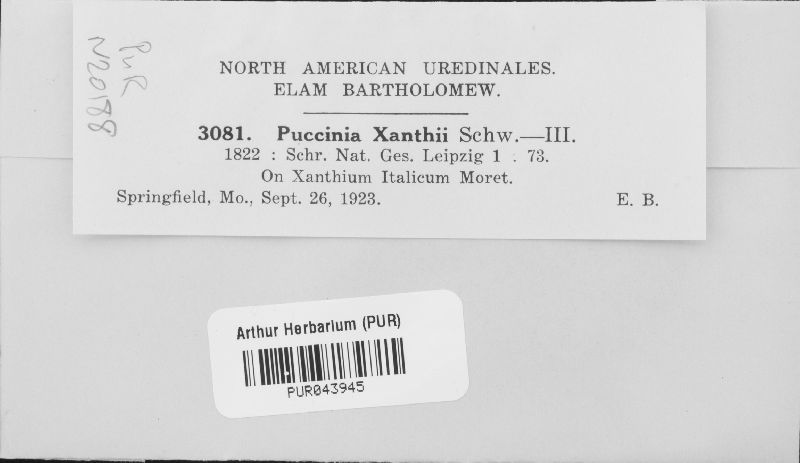 PUR
N20188
NORTH AMERICAN UREDINALES.
ELAM BARTHOLOMEW.
3081. Puccinia Xanthii Schw.—III.
1822 : Schr. Nat. Ges. Leipzig 1 : 73.
On Xanthium Italicum Moret.
Springfield, Mo., Sept. 26, 1923. E. B.
Arthur Herbarium (PUR)
PUR043945